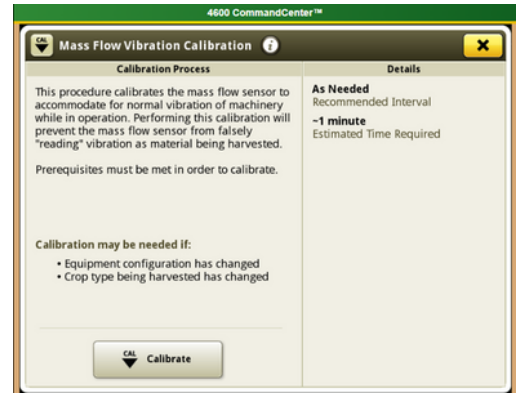 4600 CommandCenter™
CAL
Mass Flow Vibration Calibration i
Calibration Process
Details
This procedure calibrates the mass flow sensor to
accommodate for normal vibration of machinery
while in operation. Performing this calibration will
prevent the mass flow sensor from falsely
"reading" vibration as material being harvested.
Prerequisites must be met in order to calibrate.
Calibration may be needed if:
• Equipment configuration has changed
• Crop type being harvested has changed
CAL
Calibrate
As Needed
Recommended Interval
~1 minute
Estimated Time Required